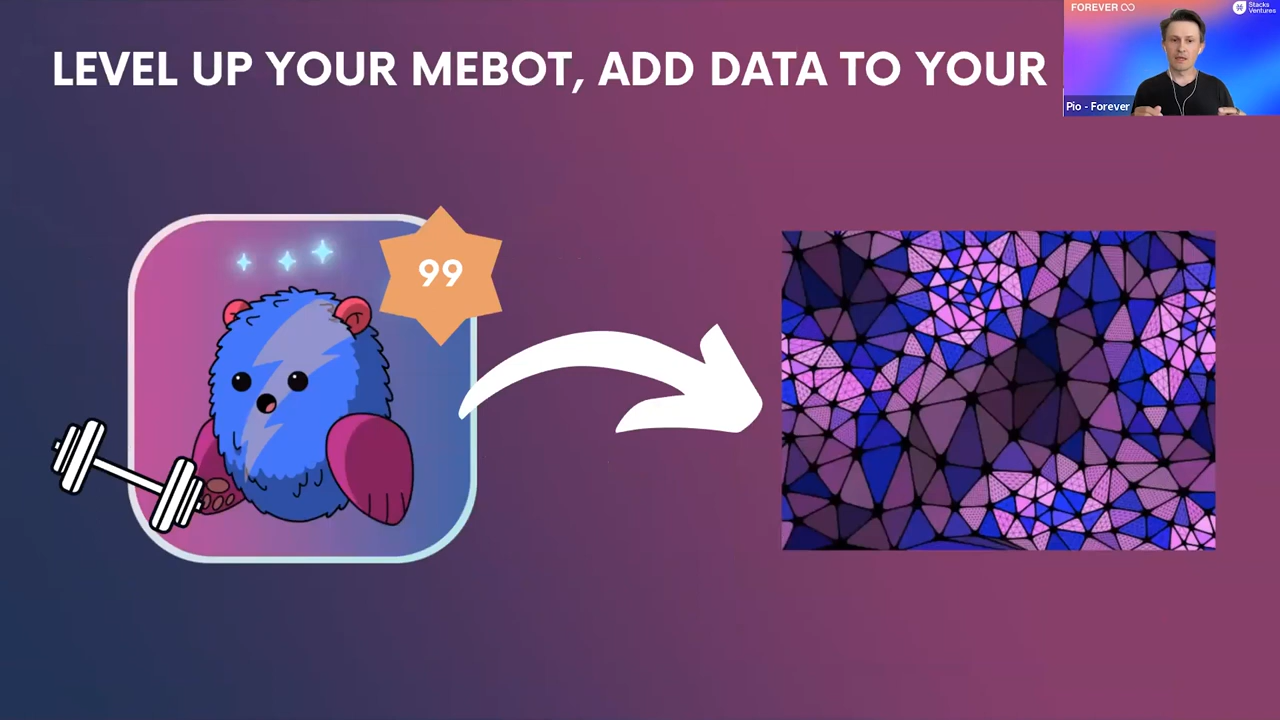 LEVEL UP YOUR MEBOT, ADD DATA TO YOUR
FOREVER
Stacks
Ventures
Pio - Forever
99